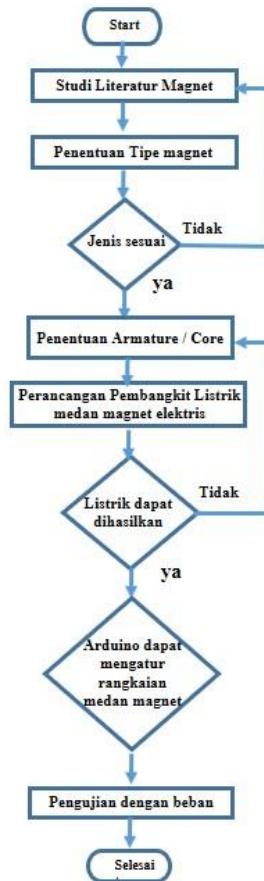 Start
Studi Literatur Magnet
Penentuan Tipe magnet
Jenis sesuai
Tidak
ya
Penentuan Armature / Core
Perancangan Pembangkit Listrik
medan magnet elektris
Listrik dapat
dihasilkan
Tidak
ya
Arduino dapat
mengatur
rangkaian
medan magnet
Pengujian dengan beban
Selesai